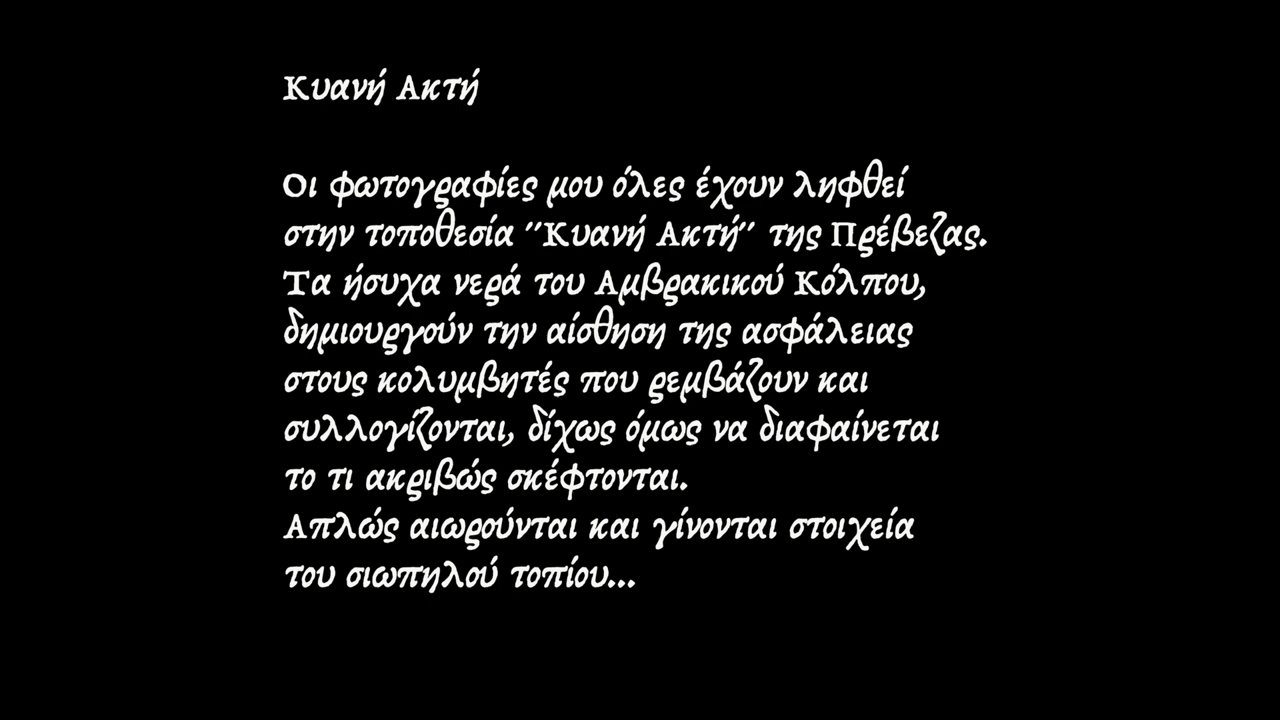 Κυανή Ακτή
Οι φωτογραφίες μου όλες έχουν ληφθεί
στην τοποθεσία "Κυανή Ακτή" της Πρέβεζας.
Τα ήσυχα νερά του Αμβρακικού Κόλπου,
δημιουργούν την αίσθηση της ασφάλειας
στους κολυμβητές που ρεμβάζουν και
συλλογίζονται, δίχως όμως να διαφαίνεται
το τι ακριβώς σκέφτονται.
Απλώς αιωρούνται και γίνονται στοιχεία
του σιωπηλού τοπίου...